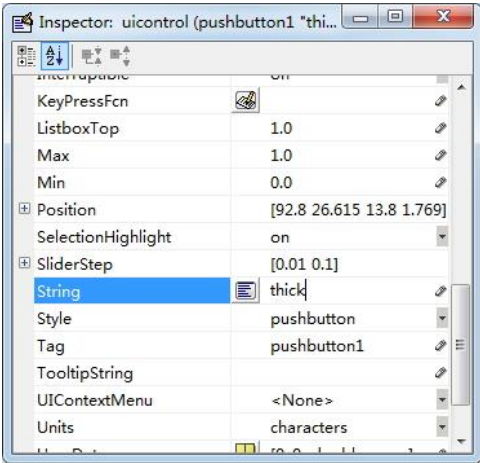 Inspector: uicontrol (pushbutton1 "thi...
KeyPressFcn
ListboxTop 1.0
Max 1.0
Min 0.0
Position [92.8 26.615 13.8 1.769]
SelectionHighlight on
SliderStep [0.01 0.1]
String thick
Style pushbutton
Tag pushbutton1
TooltipString
UIContextMenu <None>
Units characters